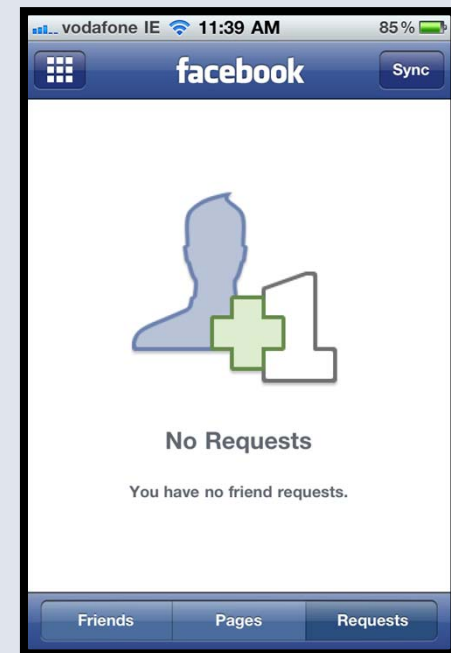 vodafone IE 11:39 AM 85%
facebook Sync
No Requests
You have no friend requests.
Friends Pages Requests